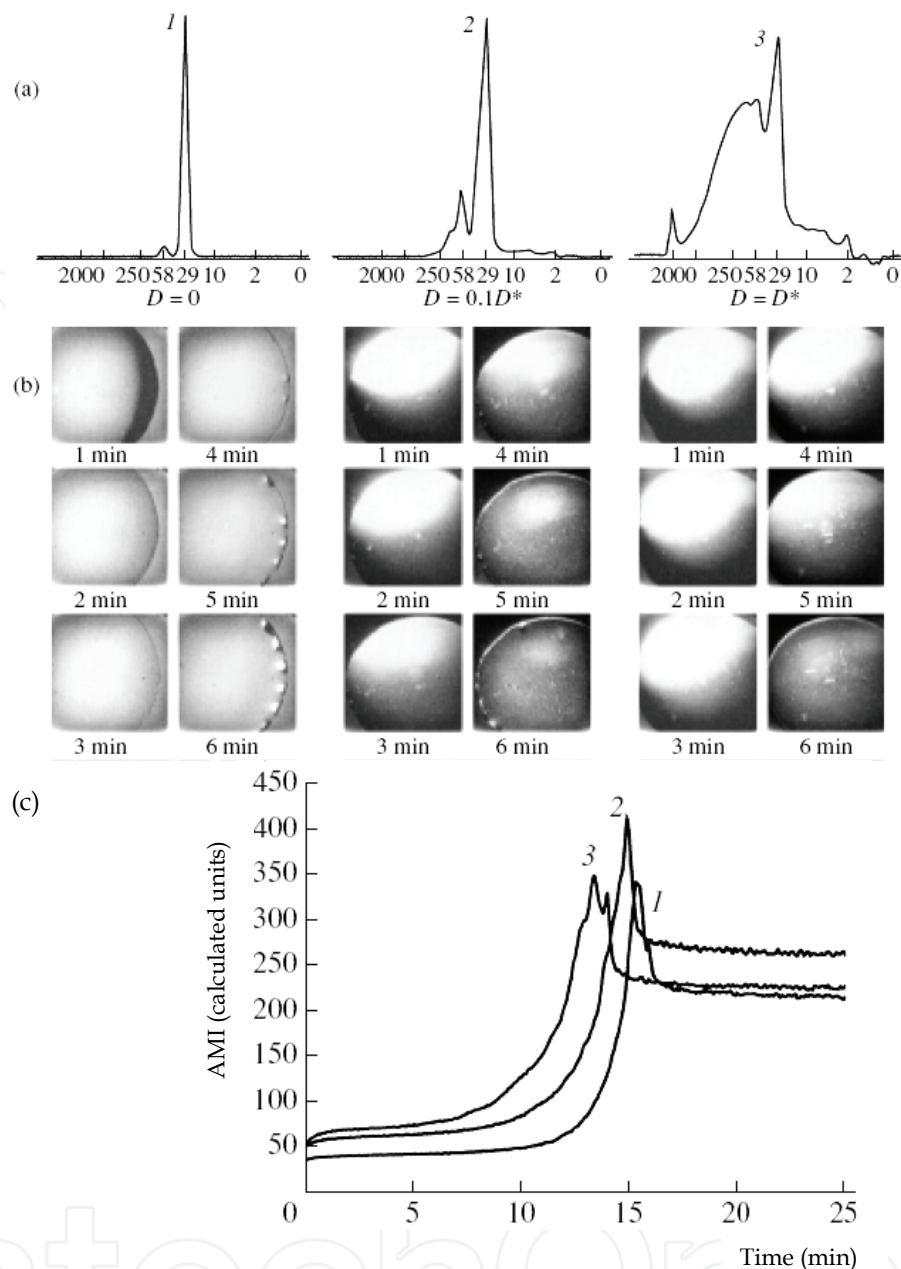 (a)
1
2
3
2000 250 58 29 10 2 0
2000 250 58 29 10 2 0
2000 250 58 29 10 2 0
D = 0
D = 0.1D*
D = D*
(b)
1 min 4 min 1 min 4 min 1 min 4 min
2 min 5 min 2 min 5 min 2 min 5 min
3 min 6 min 3 min 6 min 3 min 6 min
(c)
AMI (calculated units)
450
400
350
300
250
200
150
100
50
0 5 10 15 20 25
3
2
1
Time (min)